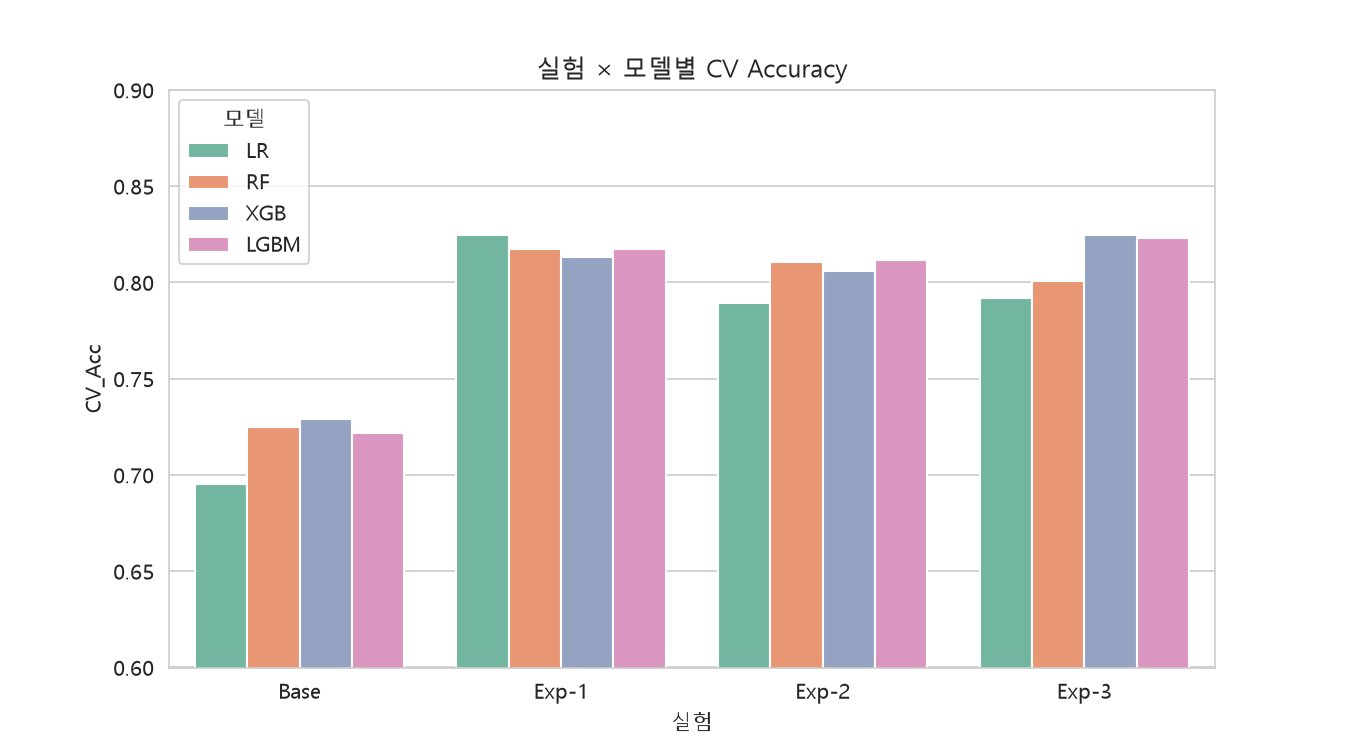 실험 × 모델별 CV Accuracy
0.90
0.85
0.80
0.75
0.70
0.65
0.60
CV_Acc
모델
LR
RF
XGB
LGBM
Base Exp-1 Exp-2 Exp-3
실험